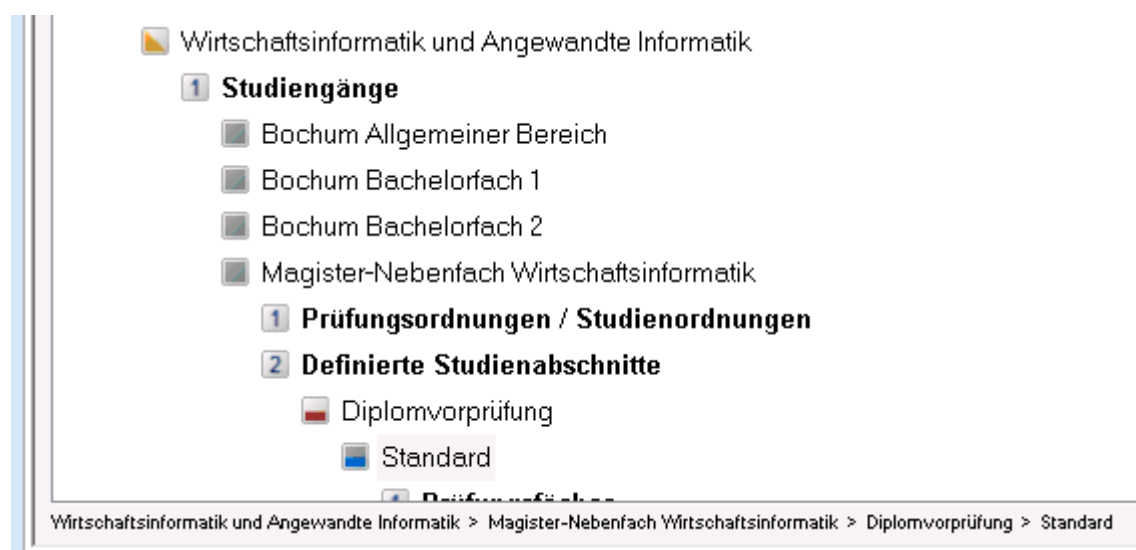 Wirtschaftsinformatik und Angewandte Informatik
1 Studiengänge
Bochum Allgemeiner Bereich
Bochum Bachelorfach 1
Bochum Bachelorfach 2
Magister-Nebenfach Wirtschaftsinformatik
1 Prüfungsordnungen / Studienordnungen
2 Definierte Studienabschnitte
Diplomvorprüfung
Standard
Wirtschaftsinformatik und Angewandte Informatik > Magister-Nebenfach Wirtschaftsinformatik > Diplomvorprüfung > Standard